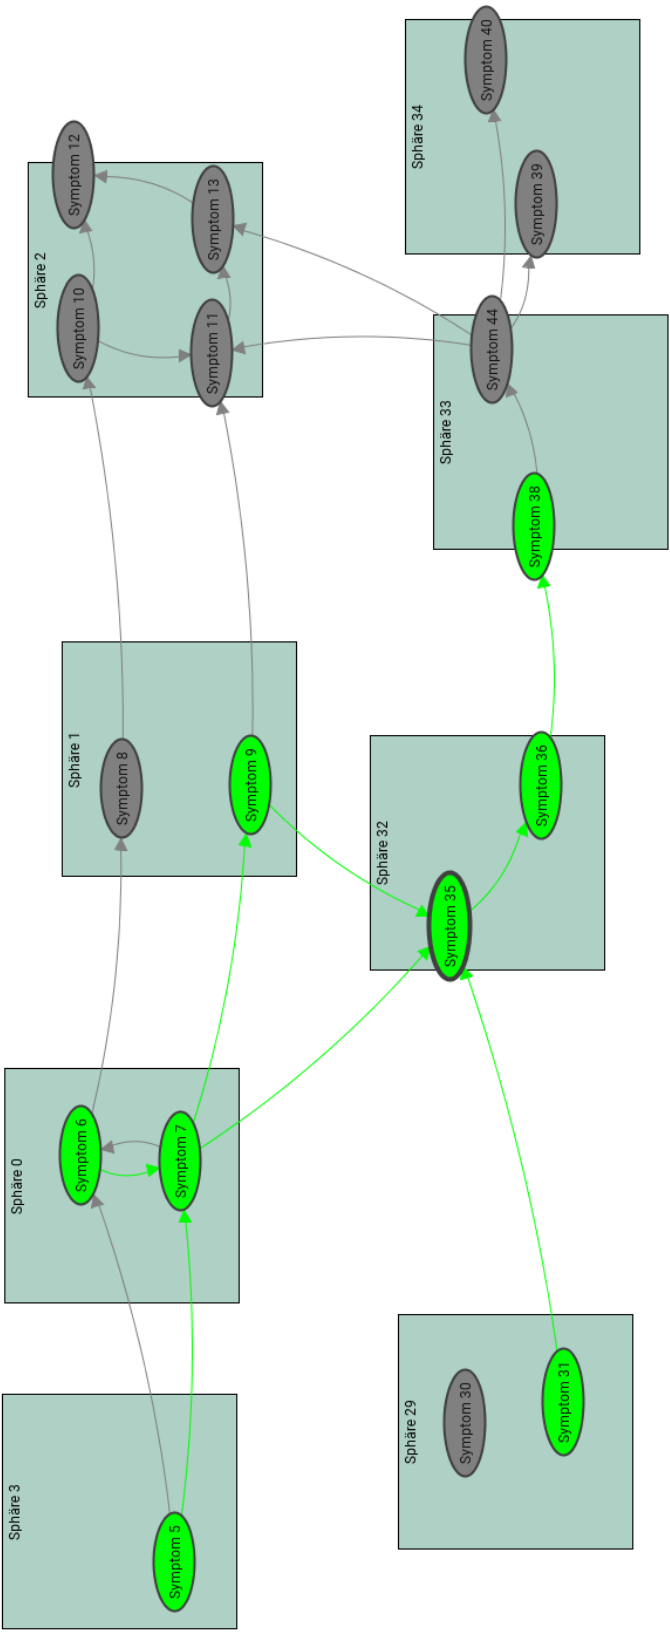 Sphäre 3
Symptom 5
Sphäre 0
Symptom 6
Symptom 7
Sphäre 1
Symptom 8
Symptom 9
Sphäre 2
Symptom 10
Symptom 12
Symptom 11
Symptom 13
Sphäre 29
Symptom 30
Symptom 31
Sphäre 32
Symptom 35
Symptom 36
Sphäre 33
Symptom 38
Symptom 44
Sphäre 34
Symptom 39
Symptom 40